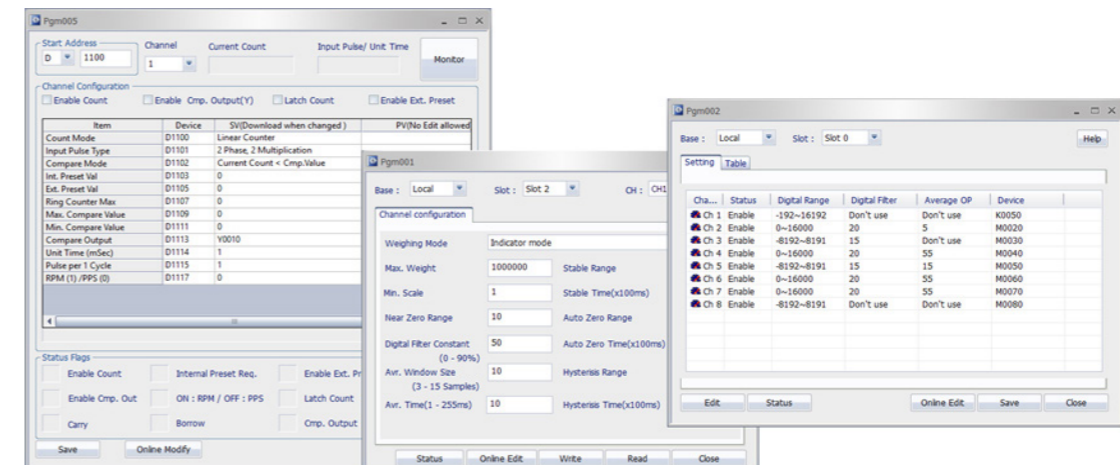 Pgm005
Start Address
Channel
Current Count
Input Pulse/ Unit Time
D
1100
1
Monitor
Channel Configuration
Enable Count
Enable Cmp. Output(Y)
Latch Count
Enable Ext. Preset
Item Device SV(Download when changed ) PV(No Edit allowed
Count Mode D1100 Linear Counter
Input Pulse Type D1101 2 Phase, 2 Multiplication
Compare Mode D1102 Current Count < Cmp.Value
Int. Preset Val D1103 0
Ext. Preset Val D1105 0
Ring Counter Max D1107 0
Max. Compare Value D1109 0
Min. Compare Value D1111 0
Compare Output D1113 Y0010
Unit Time (mSec) D1114 1
Pulse per 1 Cycle D1115 1
RPM (1) /PPS (0) D1117 0
Status Flags
Enable Count
Internal Preset Req.
Enable Ext. Pr
Enable Cmp. Out
ON : RPM / OFF : PPS
Latch Count
Carry
Borrow
Cmp. Output
Save
Online Modify
Pgm001
Base : Local
Slot : Slot 2
CH : CH1
Channel configuration
Weighing Mode Indicator mode
Max. Weight 1000000 Stable Range
Min. Scale 1 Stable Time(x100ms)
Near Zero Range 10 Auto Zero Range
Digital Filter Constant 50 Auto Zero Time(x100ms)
(0 - 90%)
Avr. Window Size 10 Hysterisis Range
(3 - 15 Samples)
Avr. Time(1 - 255ms) 10 Hysterisis Time(x100ms)
Status
Online Edit
Write
Read
Close
Pgm002
Base : Local
Slot : Slot 0
Help
Setting
Table
Cha... Status Digital Range Digital Filter Average OP Device
Ch 1 Enable -192~16192 Don't use Don't use K0050
Ch 2 Enable 0~16000 20 5 M0020
Ch 3 Enable -8192~8191 15 Don't use M0030
Ch 4 Enable 0~16000 20 55 M0040
Ch 5 Enable -8192~8191 15 15 M0050
Ch 6 Enable 0~16000 20 55 M0060
Ch 7 Enable 0~16000 20 55 M0070
Ch 8 Enable -8192~8191 Don't use Don't use M0080
Edit
Status
Online Edit
Save
Close